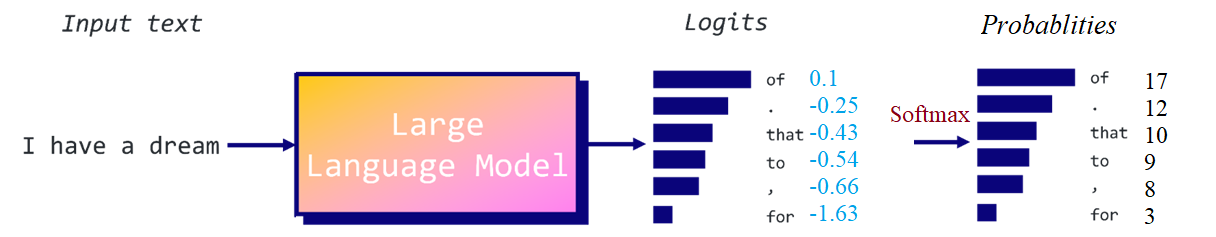 Input text
Logits
Probablities
I have a dream
Large
Language Model
of 0.1
. -0.25
that -0.43
to -0.54
, -0.66
for -1.63
Softmax
of 17
. 12
that 10
to 9
, 8
for 3